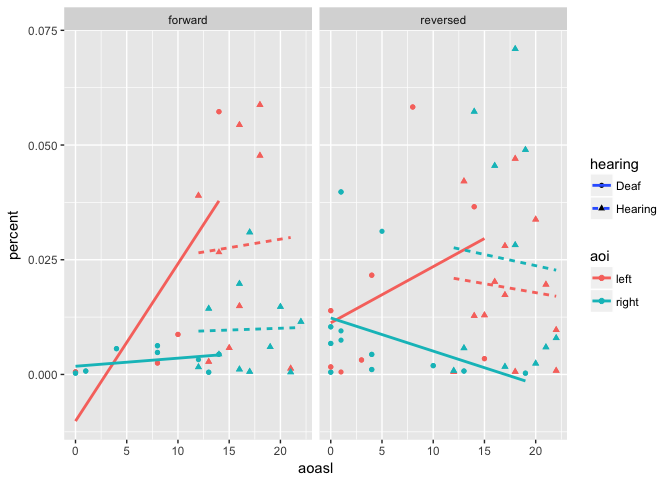 forward
reversed
0.075
0.050
0.025
0.000
percent
0 5 10 15 20
0 5 10 15 20
aoasl
hearing
Deaf
Hearing
aoi
left
right